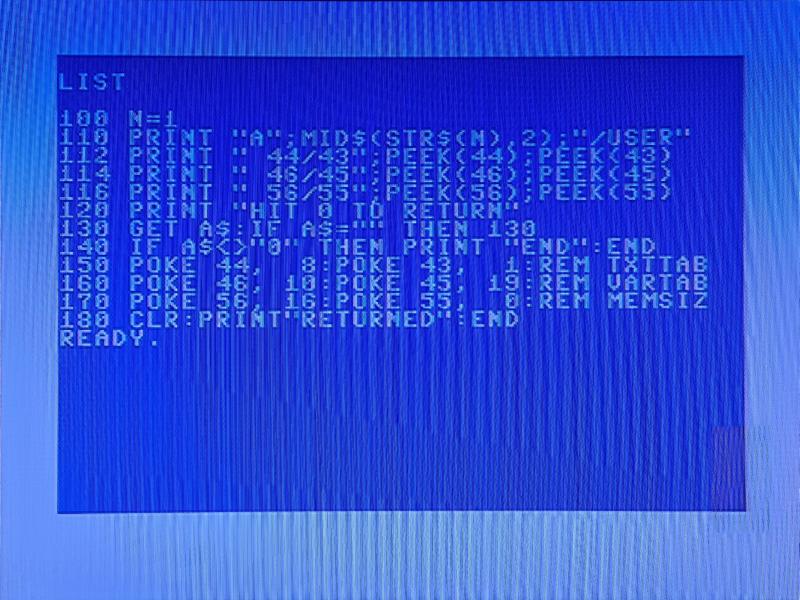 LIST
100 N=1
110 PRINT "A";MID$(STR$(N),2);"/USER"
112 PRINT " 44/43";PEEK(44);PEEK(43)
114 PRINT " 46/45";PEEK(46);PEEK(45)
116 PRINT " 56/55";PEEK(56);PEEK(55)
120 PRINT "HIT 0 TO RETURN"
130 GET A$:IF A$="" THEN 130
140 IF A$<>"0" THEN PRINT "END":END
150 POKE 44,  8:POKE 43,  1:REM TXTTAB
160 POKE 46, 10:POKE 45, 19:REM VARTAB
170 POKE 56, 16:POKE 55,  0:REM MEMSIZ
180 CLR:PRINT"RETURNED":END
READY.